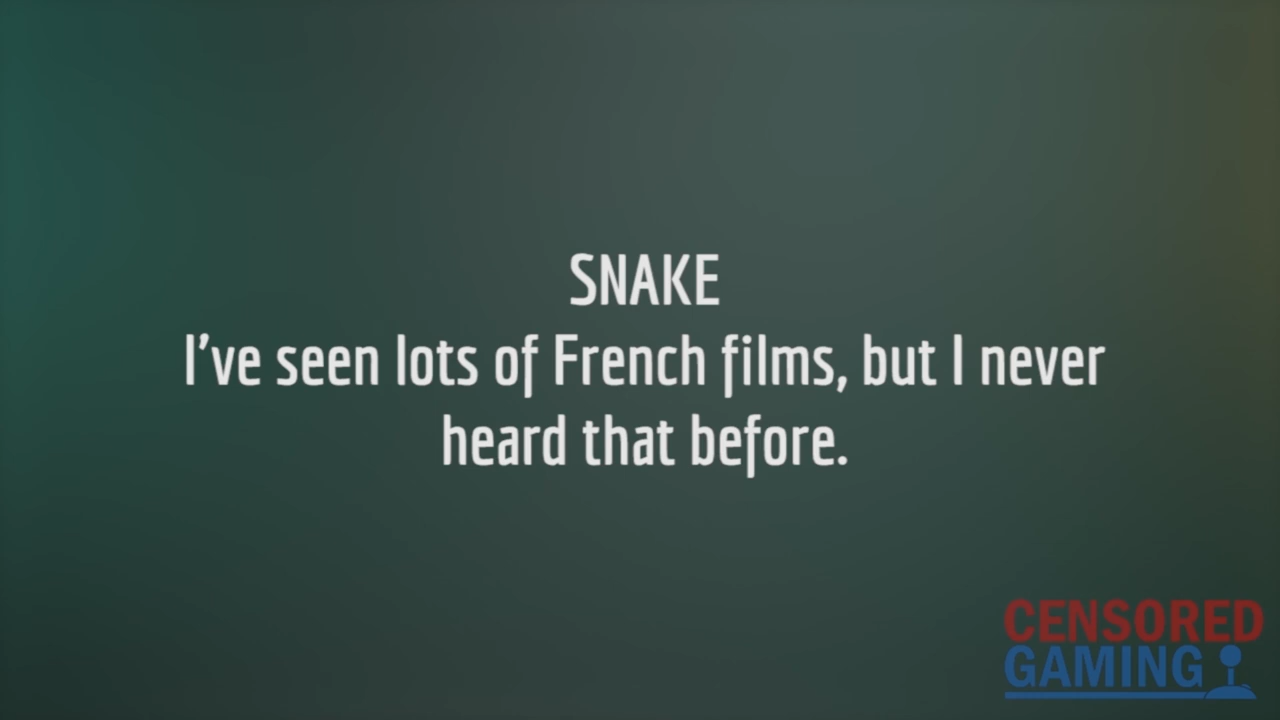 SNAKE
I've seen lots of French films, but I never
heard that before.
CENSORED
GAMING